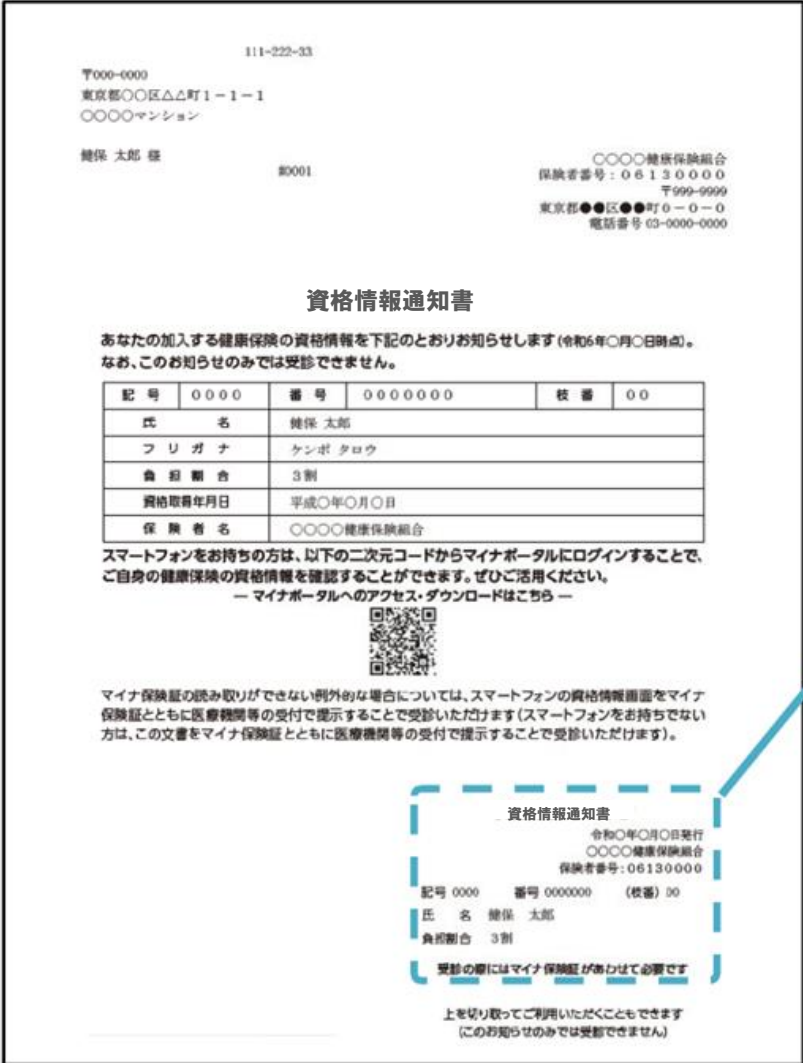 111-222-33
〒000-0000
東京都〇〇区△△町1-1-1
〇〇〇〇マンション
健保 太郎 様
#0001
〇〇〇〇健康保険組合
保険者番号:06130000
〒999-9999
東京都●●区●●町0-0-0
電話番号 03-0000-0000
資格情報通知書
あなたの加入する健康保険の資格情報を下記のとおりお知らせします(令和6年〇月〇日時点)。
なお、このお知らせのみでは受診できません。
記号 0000 番号 0000000 枝番 00
氏名 健保 太郎
フリガナ ケンポ タロウ
負担割合 3割
資格取得年月日 平成〇年〇月〇日
保険者名 〇〇〇〇健康保険組合
スマートフォンをお持ちの方は、以下の二次元コードからマイナポータルにログインすることで、
ご自身の健康保険の資格情報を確認することができます。ぜひご活用ください。
― マイナポータルへのアクセス・ダウンロードはこちら ―
マイナ保険証の読み取りができない例外的な場合については、スマートフォンの資格情報画面をマイナ
保険証とともに医療機関等の受付で提示することで受診いただけます(スマートフォンをお持ちでない
方は、この文書をマイナ保険証とともに医療機関等の受付で提示することで受診いただけます)。
資格情報通知書
令和〇年〇月〇日発行
〇〇〇〇健康保険組合
保険者番号:06130000
記号 0000 番号 0000000 (枝番) 00
氏 名 健保 太郎
負担割合 3割
受診の際にはマイナ保険証があわせて必要です
上を切り取ってご利用いただくこともできます
(このお知らせのみでは受診できません)